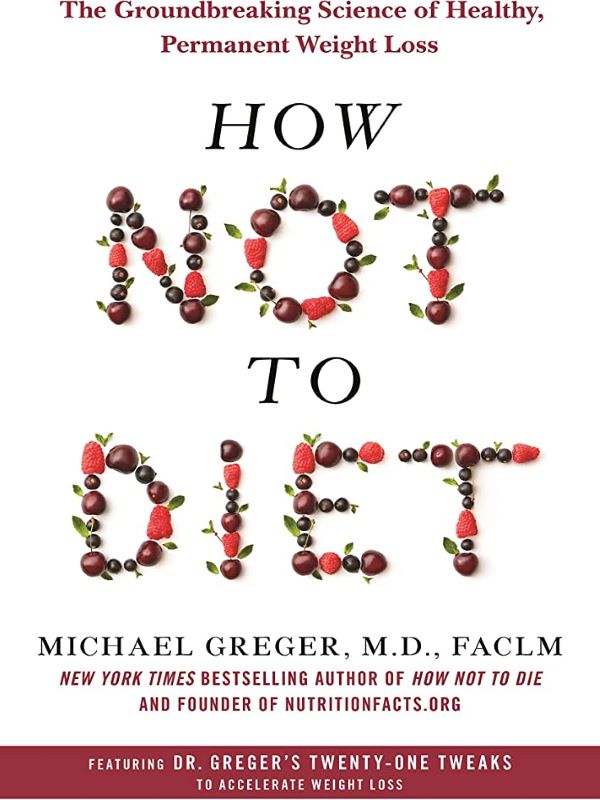 The Groundbreaking Science of Healthy,
Permanent Weight Loss
HOW
NOT
TO
DIET
MICHAEL GREGER, M.D., FACLM
NEW YORK TIMES BESTSELLING AUTHOR OF HOW NOT TO DIE
AND FOUNDER OF NUTRITIONFACTS.ORG
FEATURING DR. GREGER'S TWENTY-ONE TWEAKS
TO ACCELERATE WEIGHT LOSS